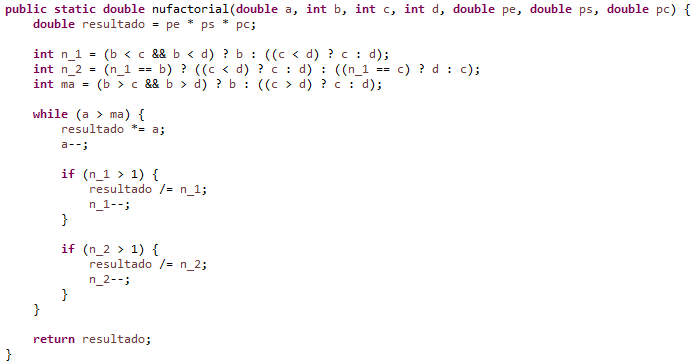 public static double nufactorial(double a, int b, int c, int d, double pe, double ps, double pc) {
    double resultado = pe * ps * pc;

    int n_1 = (b < c && b < d) ? b : ((c < d) ? c : d);
    int n_2 = (n_1 == b) ? ((c < d) ? c : d) : ((n_1 == c) ? d : c);
    int ma = (b > c && b > d) ? b : ((c > d) ? c : d);

    while (a > ma) {
        resultado *= a;
        a--;

        if (n_1 > 1) {
            resultado /= n_1;
            n_1--;
        }

        if (n_2 > 1) {
            resultado /= n_2;
            n_2--;
        }
    }

    return resultado;
}